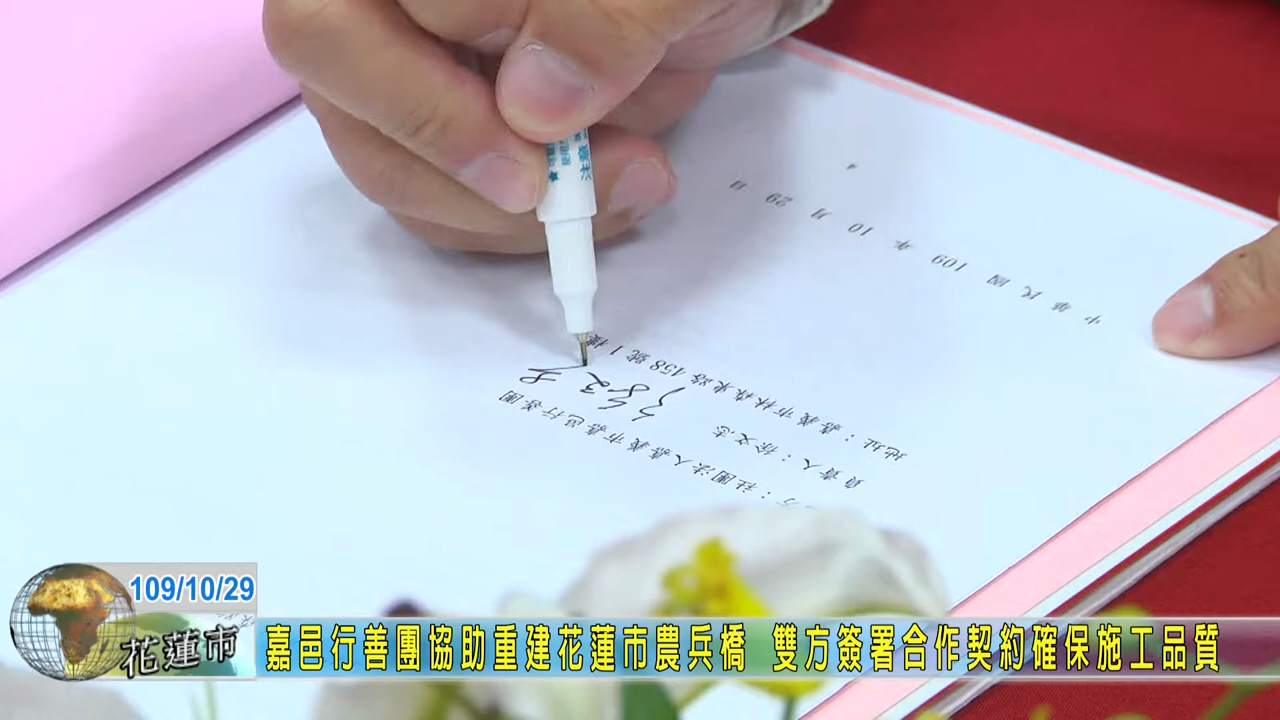 中華民國 109 年 10 月 29 日
地址：嘉義市林森東路 458 號 1 樓
負責人：徐文志
方：社團法人嘉義市嘉邑行善團
109/10/29
花蓮市
嘉邑行善團協助重建花蓮市農兵橋 雙方簽署合作契約確保施工品質